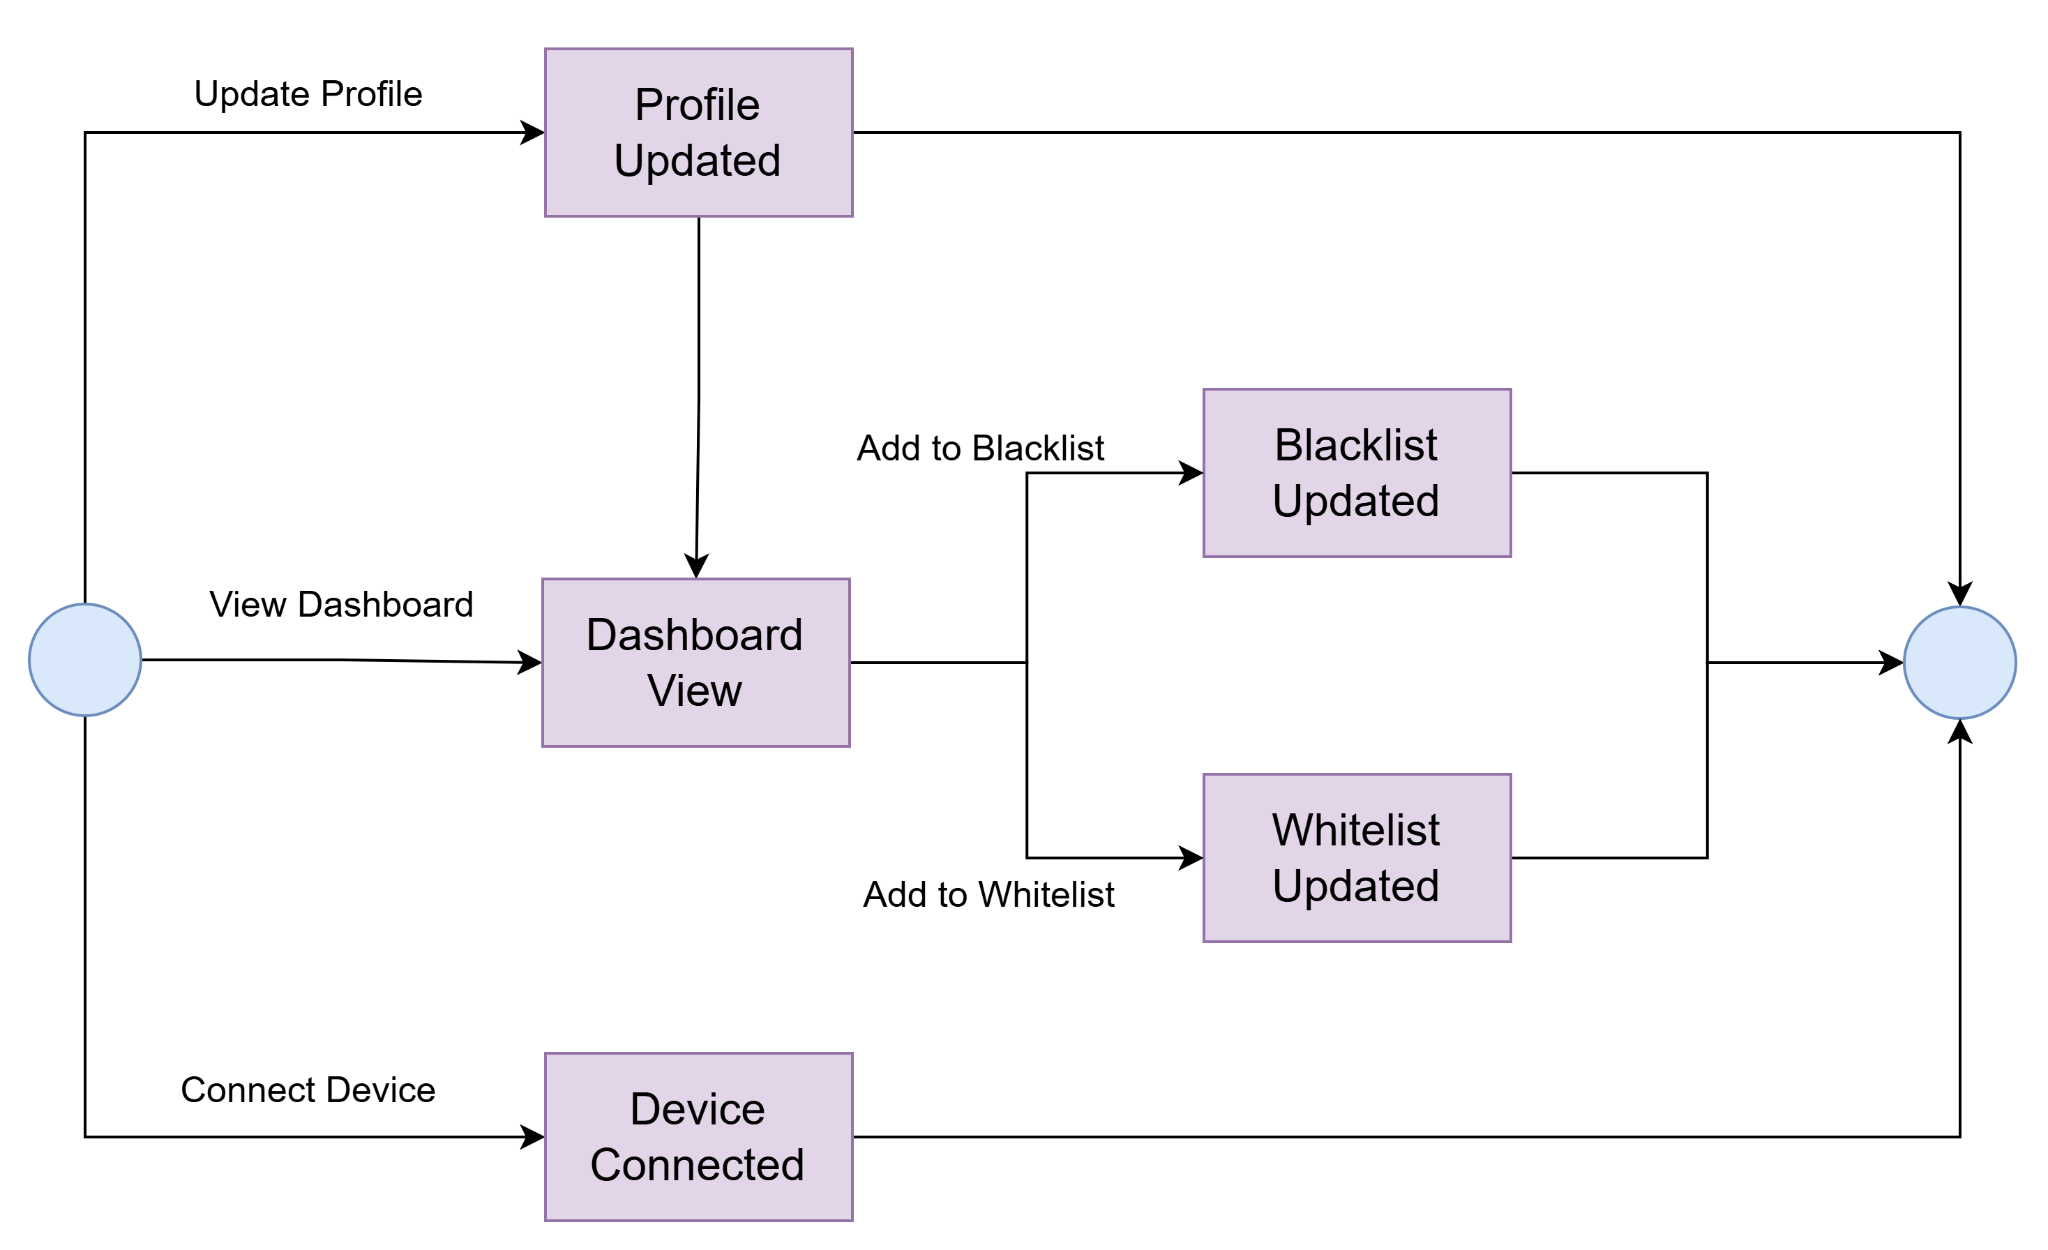 Update Profile
Profile
Updated
Add to Blacklist
Blacklist
Updated
View Dashboard
Dashboard
View
Whitelist
Updated
Add to Whitelist
Connect Device
Device
Connected